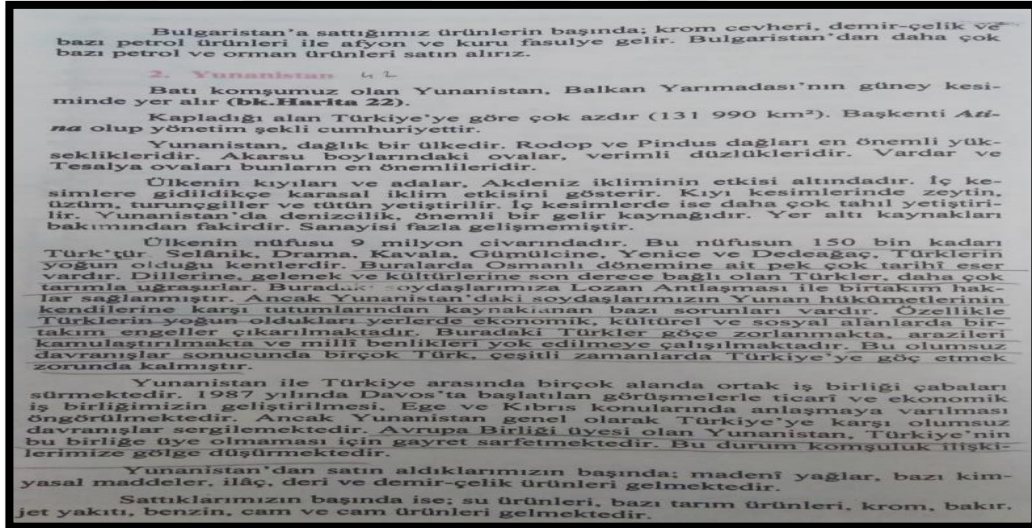 Bulgaristan'a sattığımız ürünlerin başında; krom cevheri, demir-çelik ve
bazı petrol ürünleri ile afyon ve kuru fasulye gelir. Bulgaristan'dan daha çok
bazı petrol ve orman ürünleri satın alırız.
2. Yunanistan 42
Batı komşumuz olan Yunanistan, Balkan Yarımadası'nın güney kesi-
minde yer alır (bk.Harita 22).
Kapladığı alan Türkiye'ye göre çok azdır (131 990 km²). Başkenti Ati-
na olup yönetim şekli cumhuriyettir.
Yunanistan, dağlık bir ülkedir. Rodop ve Pindus dağları en önemli yük-
seklikleridir. Akarsu boylarındaki ovalar, verimli düzlükleridir. Vardar ve
Tesalya ovaları bunların en önemlileridir.
Ülkenin kıyıları ve adalar, Akdeniz ikliminin etkisi altındadır. İç ke-
simlere gidildikçe karasal iklim etkisini gösterir. Kıyı kesimlerinde zeytin,
üzüm, turunçgiller ve tütün yetiştirilir. İç kesimlerde ise daha çok tahıl yetiştiri-
lir. Yunanistan'da denizcilik, önemli bir gelir kaynağıdır. Yer altı kaynakları
bakımından fakirdir. Sanayisi fazla gelişmemiştir.
Ülkenin nüfusu 9 milyon civarındadır. Bu nüfusun 150 bin kadarı
Türk'tür. Selânik, Drama, Kavala, Gümülcine, Yenice ve Dedeağaç, Türklerin
yoğun olduğu kentlerdir. Buralarda Osmanlı dönemine ait pek çok tarihî eser
vardır. Dillerine, gelenek ve kültürlerine son derece bağlı olan Türkler, daha çok
tarımla uğraşırlar. Buradaki soydaşlarımıza Lozan Antlaşması ile birtakım hak-
lar sağlanmıştır. Ancak Yunanistan'daki soydaşlarımızın Yunan hükûmetlerinin
kendilerine karşı tutumlarından kaynaklanan bazı sorunları vardır. Özellikle
Türklerin yoğun oldukları yerlerde ekonomik, kültürel ve sosyal alanlarda bir-
takım engeller çıkarılmaktadır. Buradaki Türkler göçe zorlanmakta, arazileri
kamulaştırılmakta ve millî benlikleri yok edilmeye çalışılmaktadır. Bu olumsuz
davranışlar sonucunda birçok Türk, çeşitli zamanlarda Türkiye'ye göç etmek
zorunda kalmıştır.
Yunanistan ile Türkiye arasında birçok alanda ortak iş birliği çabaları
sürmektedir. 1987 yılında Davos'ta başlatılan görüşmelerle ticarî ve ekonomik
iş birliğimizin geliştirilmesi, Ege ve Kıbrıs konularında anlaşmaya varılması
öngörülmektedir. Ancak Yunanistan genel olarak Türkiye'ye karşı olumsuz
davranışlar sergilemektedir. Avrupa Birliği üyesi olan Yunanistan, Türkiye'nin
bu birliğe üye olmaması için gayret sarfetmektedir. Bu durum komşuluk ilişki-
lerimize gölge düşürmektedir.
Yunanistan'dan satın aldıklarımızın başında; madenî yağlar, bazı kim-
yasal maddeler, ilâç, deri ve demir-çelik ürünleri gelmektedir.
Sattıklarımızın başında ise; su ürünleri, bazı tarım ürünleri, krom, bakır,
jet yakıtı, benzin, cam ve cam ürünleri gelmektedir.